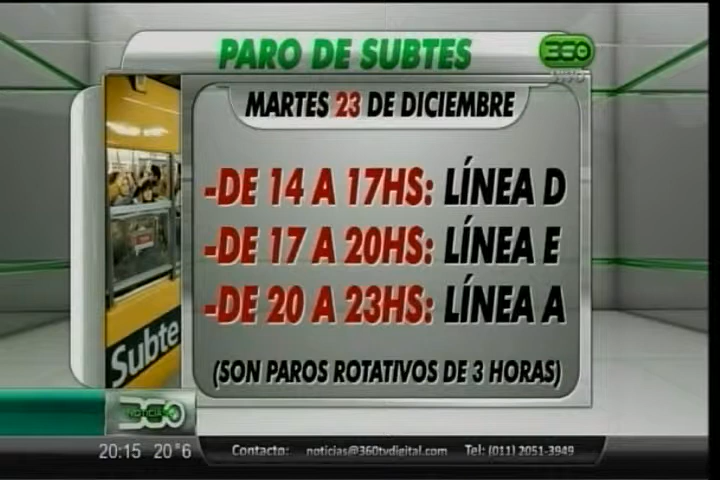 PARO DE SUBTES
360
VIVO
MARTES 23 DE DICIEMBRE
-DE 14 A 17HS: LÍNEA D
-DE 17 A 20HS: LÍNEA E
-DE 20 A 23HS: LÍNEA A
(SON PAROS ROTATIVOS DE 3 HORAS)
Subte
360
NOTICIAS
20:15 20°6
Contacto: noticias@360tvdigital.com Tel: (011) 2051-3949